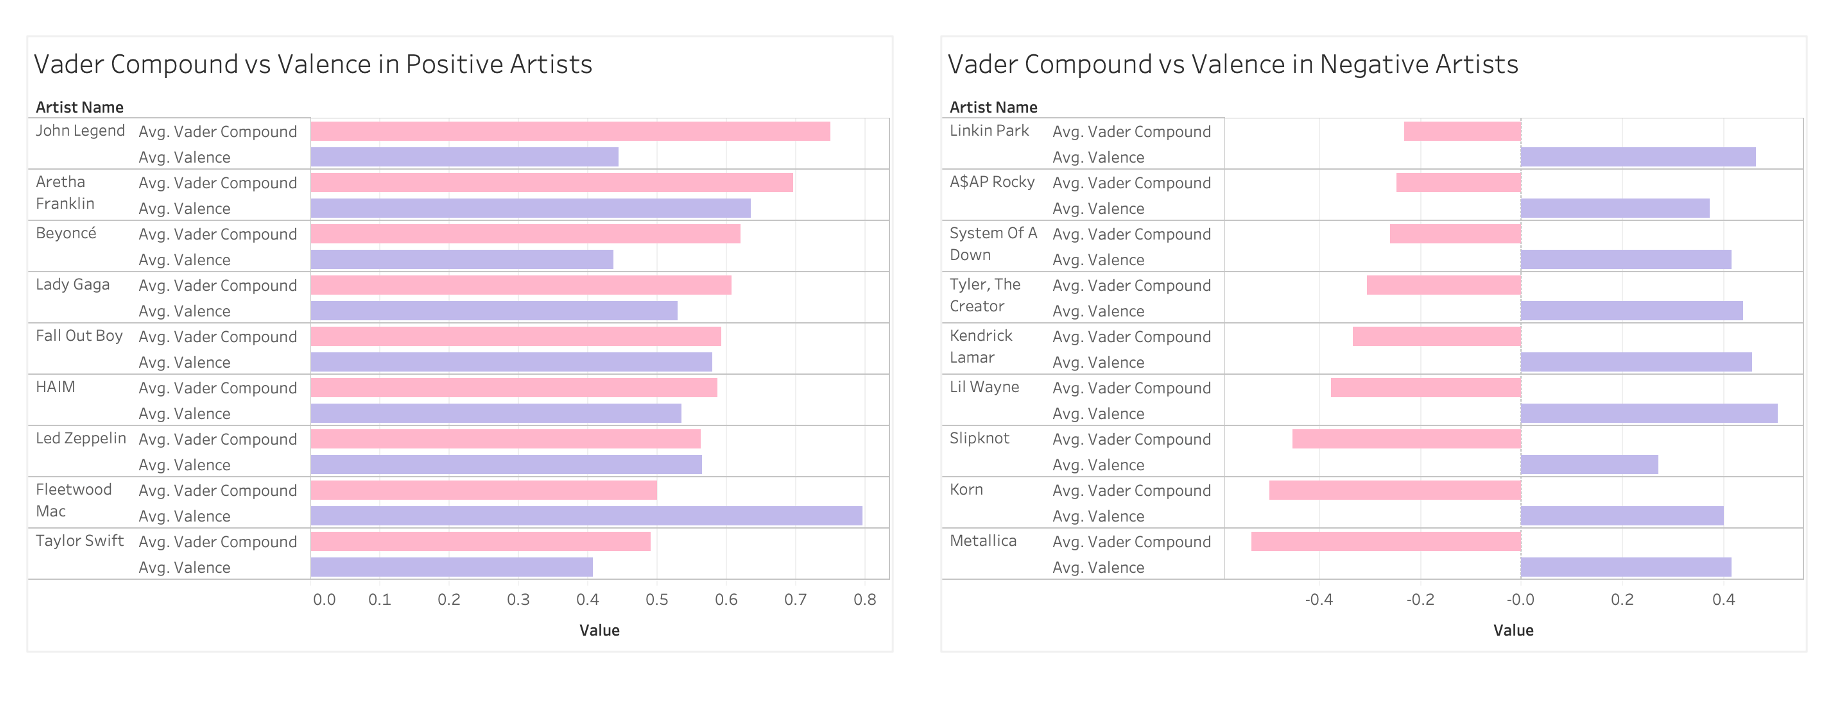 Vader Compound vs Valence in Positive Artists
Artist Name
John Legend Avg. Vader Compound
Avg. Valence
Aretha Avg. Vader Compound
Franklin Avg. Valence
Beyoncé Avg. Vader Compound
Avg. Valence
Lady Gaga Avg. Vader Compound
Avg. Valence
Fall Out Boy Avg. Vader Compound
Avg. Valence
HAIM Avg. Vader Compound
Avg. Valence
Led Zeppelin Avg. Vader Compound
Avg. Valence
Fleetwood Avg. Vader Compound
Mac Avg. Valence
Taylor Swift Avg. Vader Compound
Avg. Valence
0.0 0.1 0.2 0.3 0.4 0.5 0.6 0.7 0.8
Value
Vader Compound vs Valence in Negative Artists
Artist Name
Linkin Park Avg. Vader Compound
Avg. Valence
A$AP Rocky Avg. Vader Compound
Avg. Valence
System Of A Avg. Vader Compound
Down Avg. Valence
Tyler, The Avg. Vader Compound
Creator Avg. Valence
Kendrick Avg. Vader Compound
Lamar Avg. Valence
Lil Wayne Avg. Vader Compound
Avg. Valence
Slipknot Avg. Vader Compound
Avg. Valence
Korn Avg. Vader Compound
Avg. Valence
Metallica Avg. Vader Compound
Avg. Valence
-0.4 -0.2 -0.0 0.2 0.4
Value